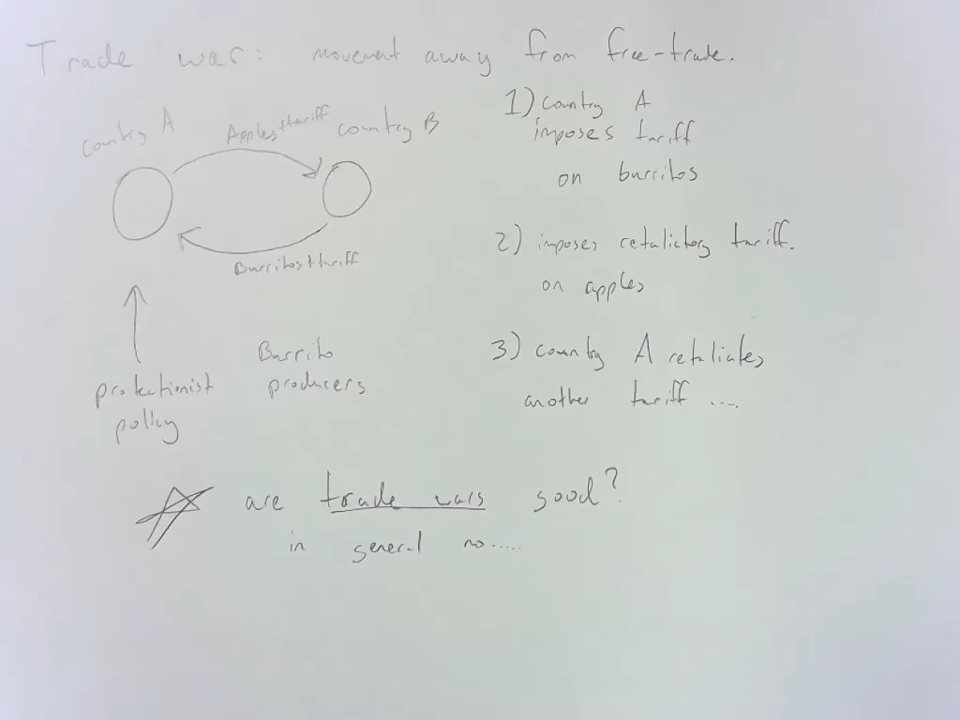 Trade war: movement away from free-trade.
country A
Apples+tariff
country B
Burritos+tariff
protectionist
policy
Burrito
producers
1) country A
imposes tariff
on burritos
2) imposes retaliatory tariff.
on apples
3) country A retaliates
another tariff ....
are trade wars good?
in general no.....